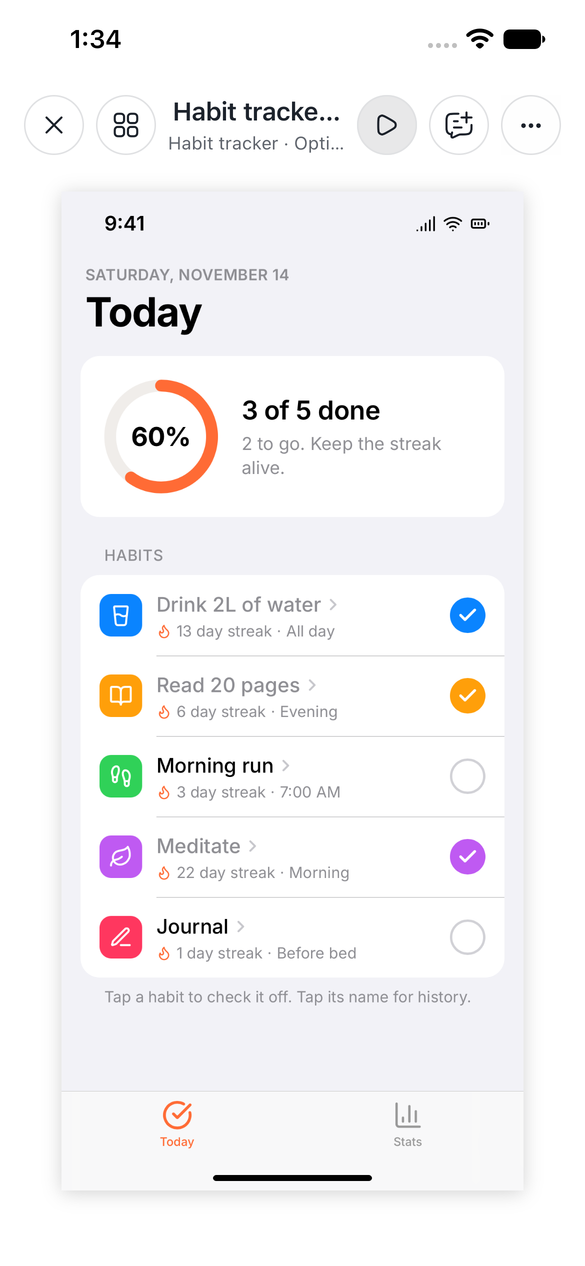 1:34
Habit tracke...
Habit tracker · Opti...
9:41
SATURDAY, NOVEMBER 14
Today
60%
3 of 5 done
2 to go. Keep the streak
alive.
HABITS
Drink 2L of water
13 day streak · All day
Read 20 pages
6 day streak · Evening
Morning run
3 day streak · 7:00 AM
Meditate
22 day streak · Morning
Journal
1 day streak · Before bed
Tap a habit to check it off. Tap its name for history.
Today
Stats